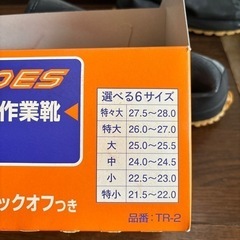 OES
作業靴
選べる6サイズ
特々大 27.5~28.0
特大 26.0~27.0
大 25.0~25.5
中 24.0~24.5
小 22.5~23.0
特小 21.5~22.0
品番:TR-2
ックオフつき